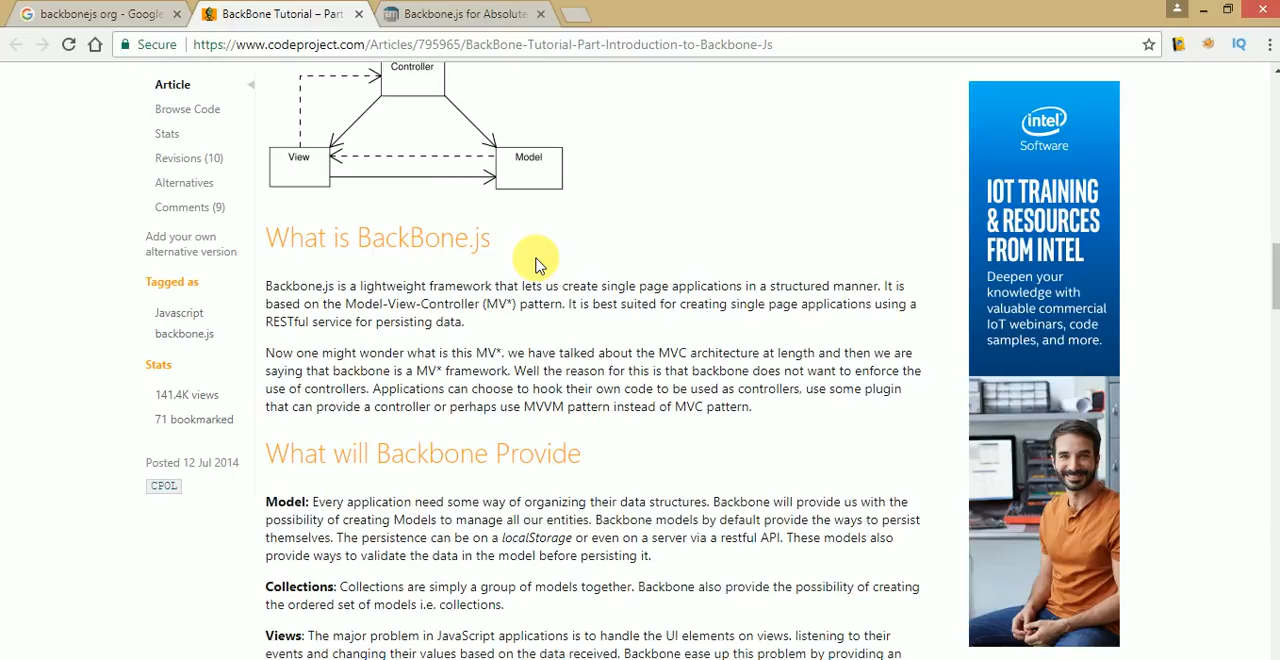 backbonejs org - Google
BackBone Tutorial – Part
Backbone.js for Absolute
Secure
https://www.codeproject.com/Articles/795965/BackBone-Tutorial-Part-Introduction-to-Backbone-Js
IQ
Article
Browse Code
Stats
Revisions (10)
Alternatives
Comments (9)
Add your own
alternative version
Tagged as
Javascript
backbone.js
Stats
141.4K views
71 bookmarked
Posted 12 Jul 2014
CPOL
Controller
View
Model
What is BackBone.js
Backbone.js is a lightweight framework that lets us create single page applications in a structured manner. It is
based on the Model-View-Controller (MV*) pattern. It is best suited for creating single page applications using a
RESTful service for persisting data.
Now one might wonder what is this MV*. we have talked about the MVC architecture at length and then we are
saying that backbone is a MV* framework. Well the reason for this is that backbone does not want to enforce the
use of controllers. Applications can choose to hook their own code to be used as controllers, use some plugin
that can provide a controller or perhaps use MVVM pattern instead of MVC pattern.
What will Backbone Provide
Model: Every application need some way of organizing their data structures. Backbone will provide us with the
possibility of creating Models to manage all our entities. Backbone models by default provide the ways to persist
themselves. The persistence can be on a localStorage or even on a server via a restful API. These models also
provide ways to validate the data in the model before persisting it.
Collections: Collections are simply a group of models together. Backbone also provide the possibility of creating
the ordered set of models i.e. collections.
Views: The major problem in JavaScript applications is to handle the UI elements on views. listening to their
events and changing their values based on the data received. Backbone ease up this problem by providing an
intel
Software
IOT TRAINING
& RESOURCES
FROM INTEL
Deepen your
knowledge with
valuable commercial
IoT webinars, code
samples, and more.